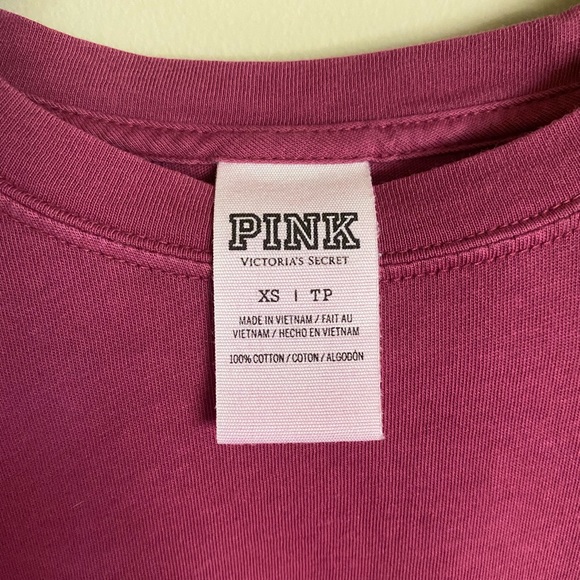 PINK
VICTORIA'S SECRET
XS | TP
MADE IN VIETNAM / FAIT AU
VIETNAM / HECHO EN VIETNAM
100% COTTON / COTON / ALGODÓN